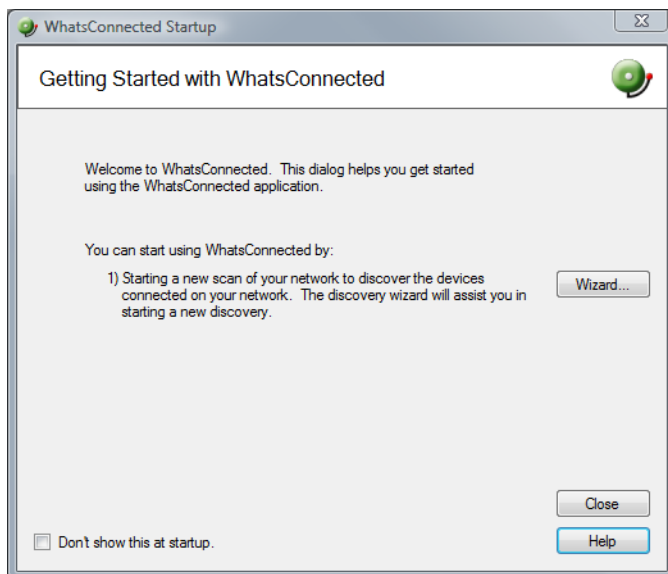 WhatsConnected Startup
Getting Started with WhatsConnected
Welcome to WhatsConnected. This dialog helps you get started
using the WhatsConnected application.
You can start using WhatsConnected by:
1) Starting a new scan of your network to discover the devices
connected on your network. The discovery wizard will assist you in
starting a new discovery.
Wizard...
Close
Don't show this at startup.
Help